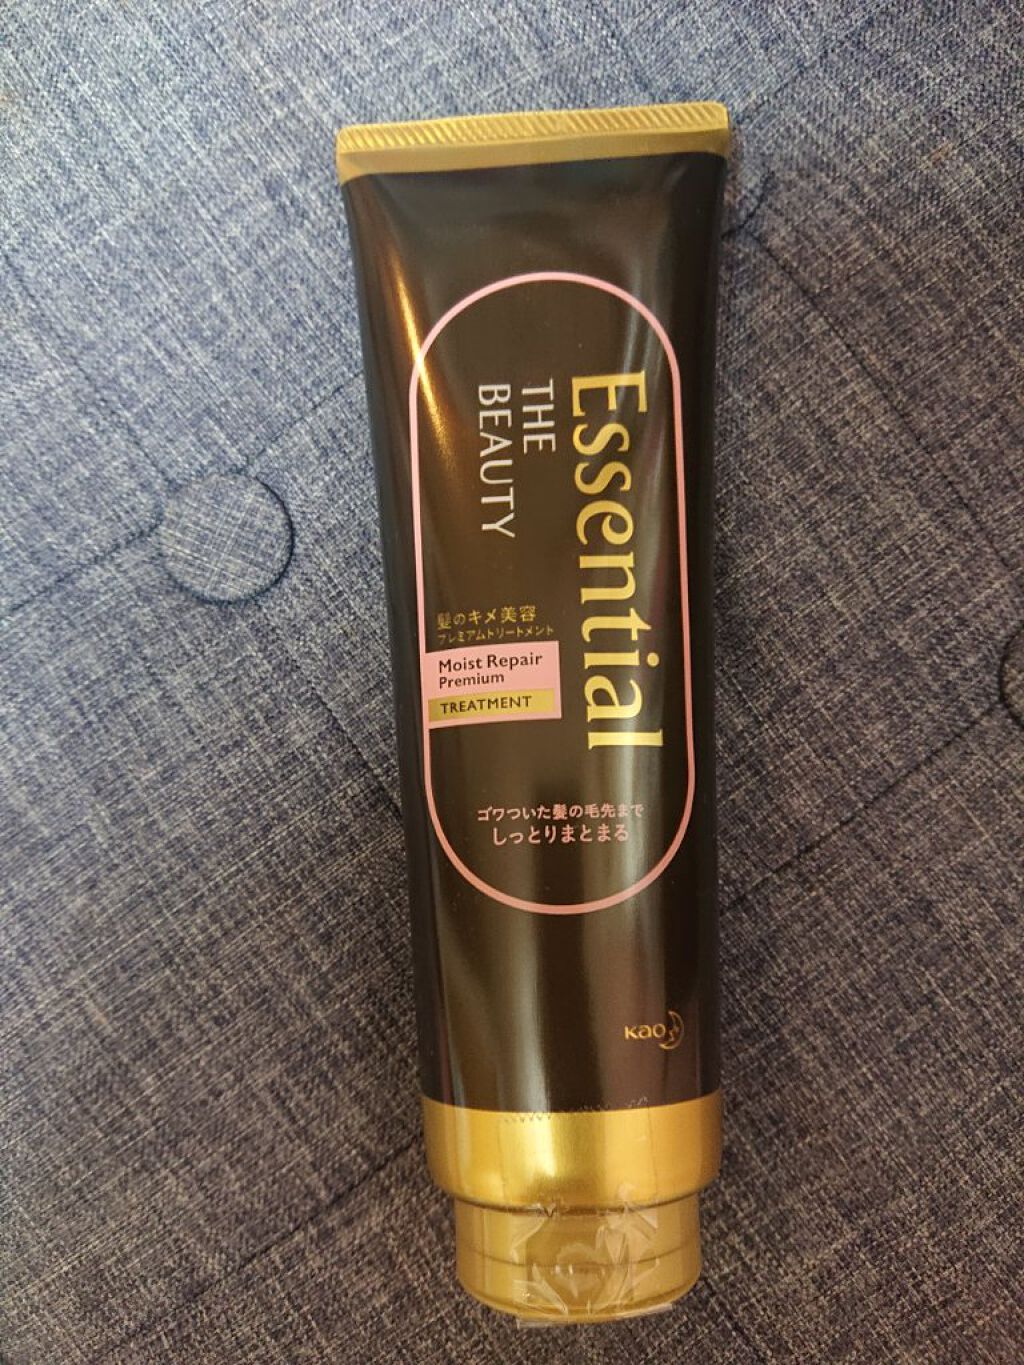 Essential
THE
BEAUTY
髪のキメ美容
プレミアムトリートメント
Moist Repair
Premium
TREATMENT
ゴワついた髪の毛先まで
しっとりまとまる
Kao